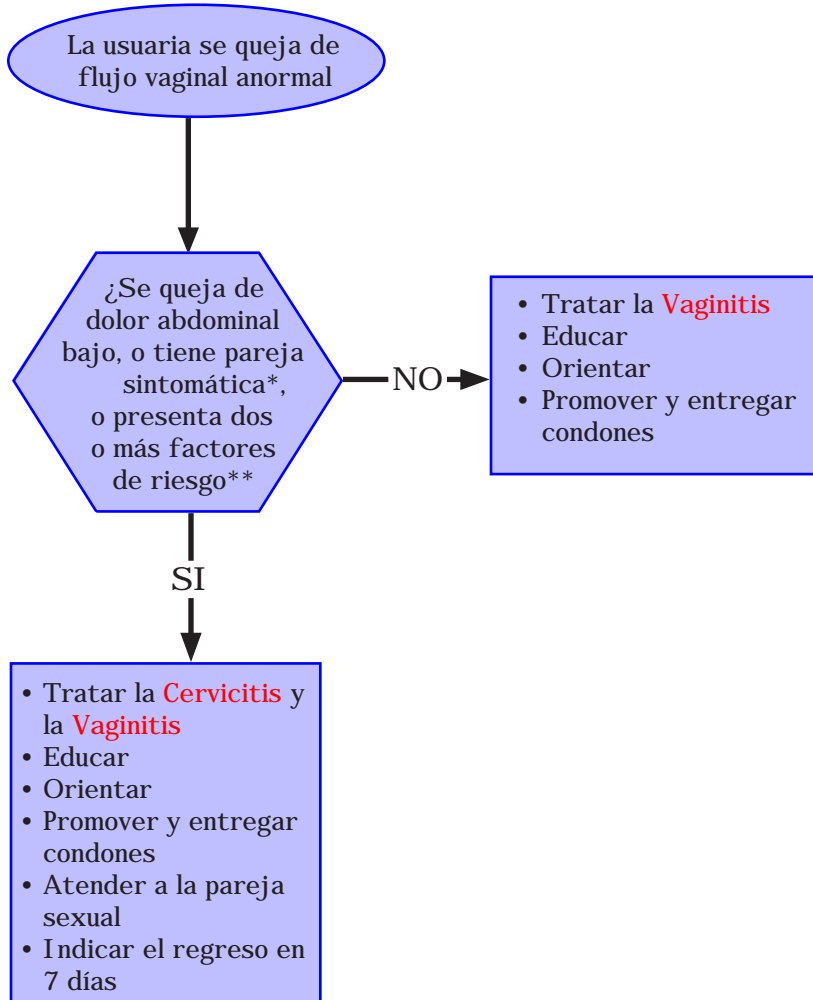 La usuaria se queja de
flujo vaginal anormal
¿Se queja de
dolor abdominal
bajo, o tiene pareja
sintomática*,
o presenta dos
o más factores
de riesgo**
NO
• Tratar la Vaginitis
• Educar
• Orientar
• Promover y entregar
condones
SI
• Tratar la Cervicitis y
la Vaginitis
• Educar
• Orientar
• Promover y entregar
condones
• Atender a la pareja
sexual
• Indicar el regreso en
7 días